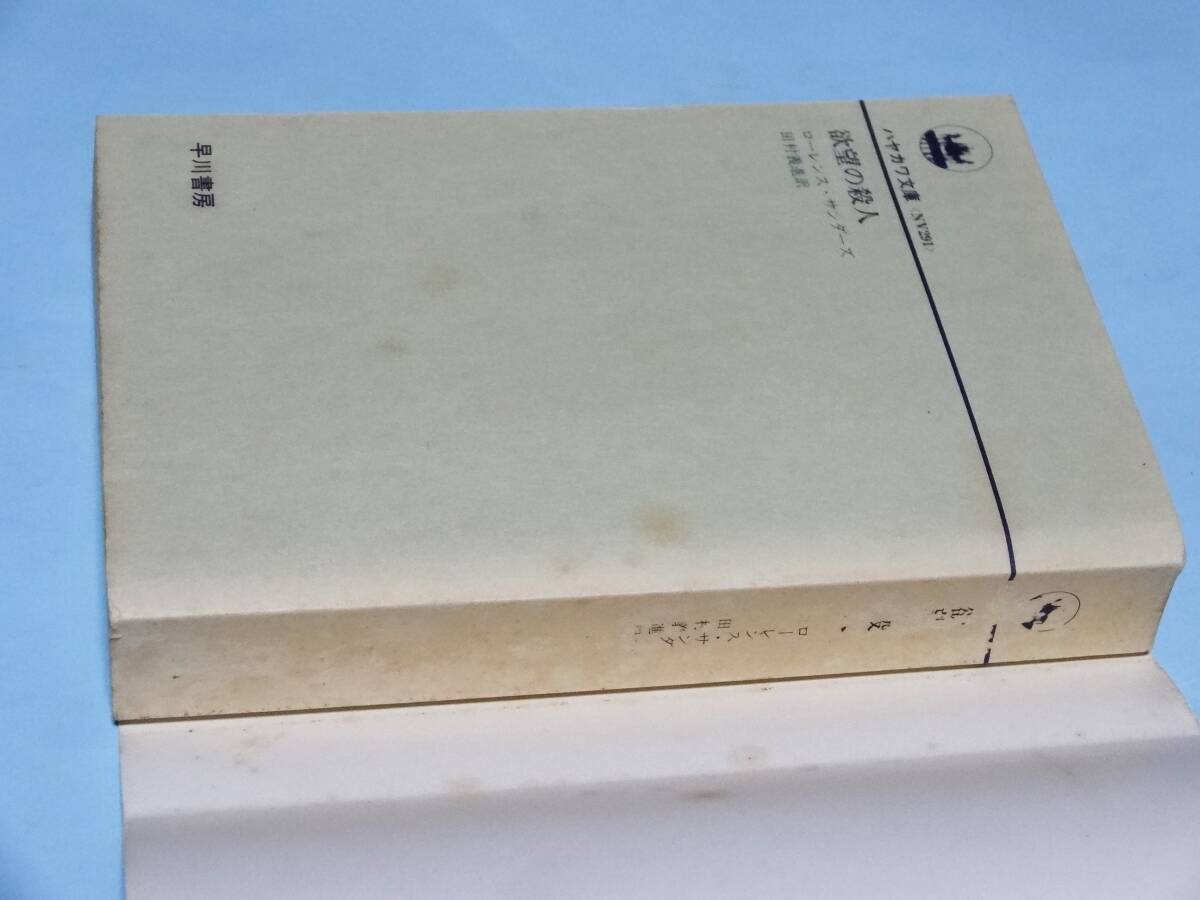 ハヤカワ文庫〈NV291〉
欲望の殺人
ローレンス・サンダーズ
田村義進訳
早川書房
ローレンス・サンダ